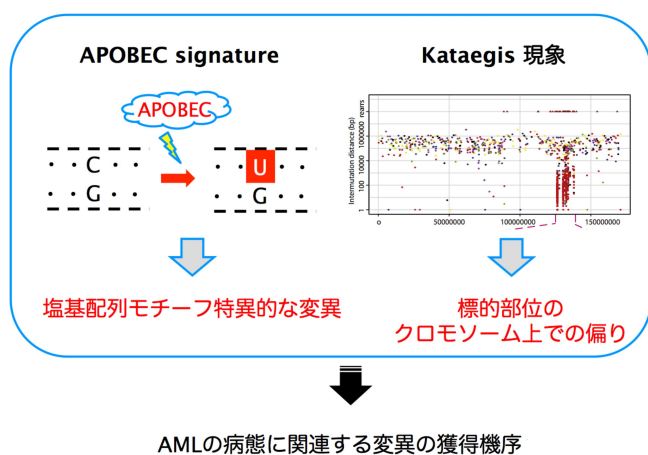 APOBEC signature
Kataegis 現象
APOBEC
· · C · ·
G
· U · ·
G
Intermutation distance (bp)
rearrs
1000000
10000
100
1
0
50000000
100000000
150000000
塩基配列モチーフ特異的な変異
標的部位の
クロモソーム上での偏り
AMLの病態に関連する変異の獲得機序